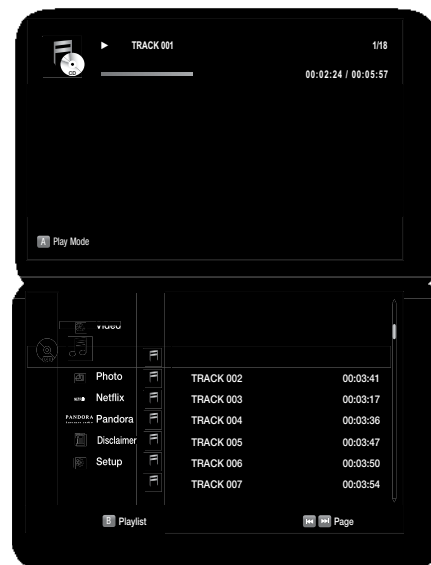 TRACK 001 1/18
00:02:24 / 00:05:57
A Play Mode
Video
Photo
Netflix
PANDORA Pandora
Disclaimer
Setup
TRACK 002 00:03:41
TRACK 003 00:03:17
TRACK 004 00:03:36
TRACK 005 00:03:47
TRACK 006 00:03:50
TRACK 007 00:03:54
B Playlist Page